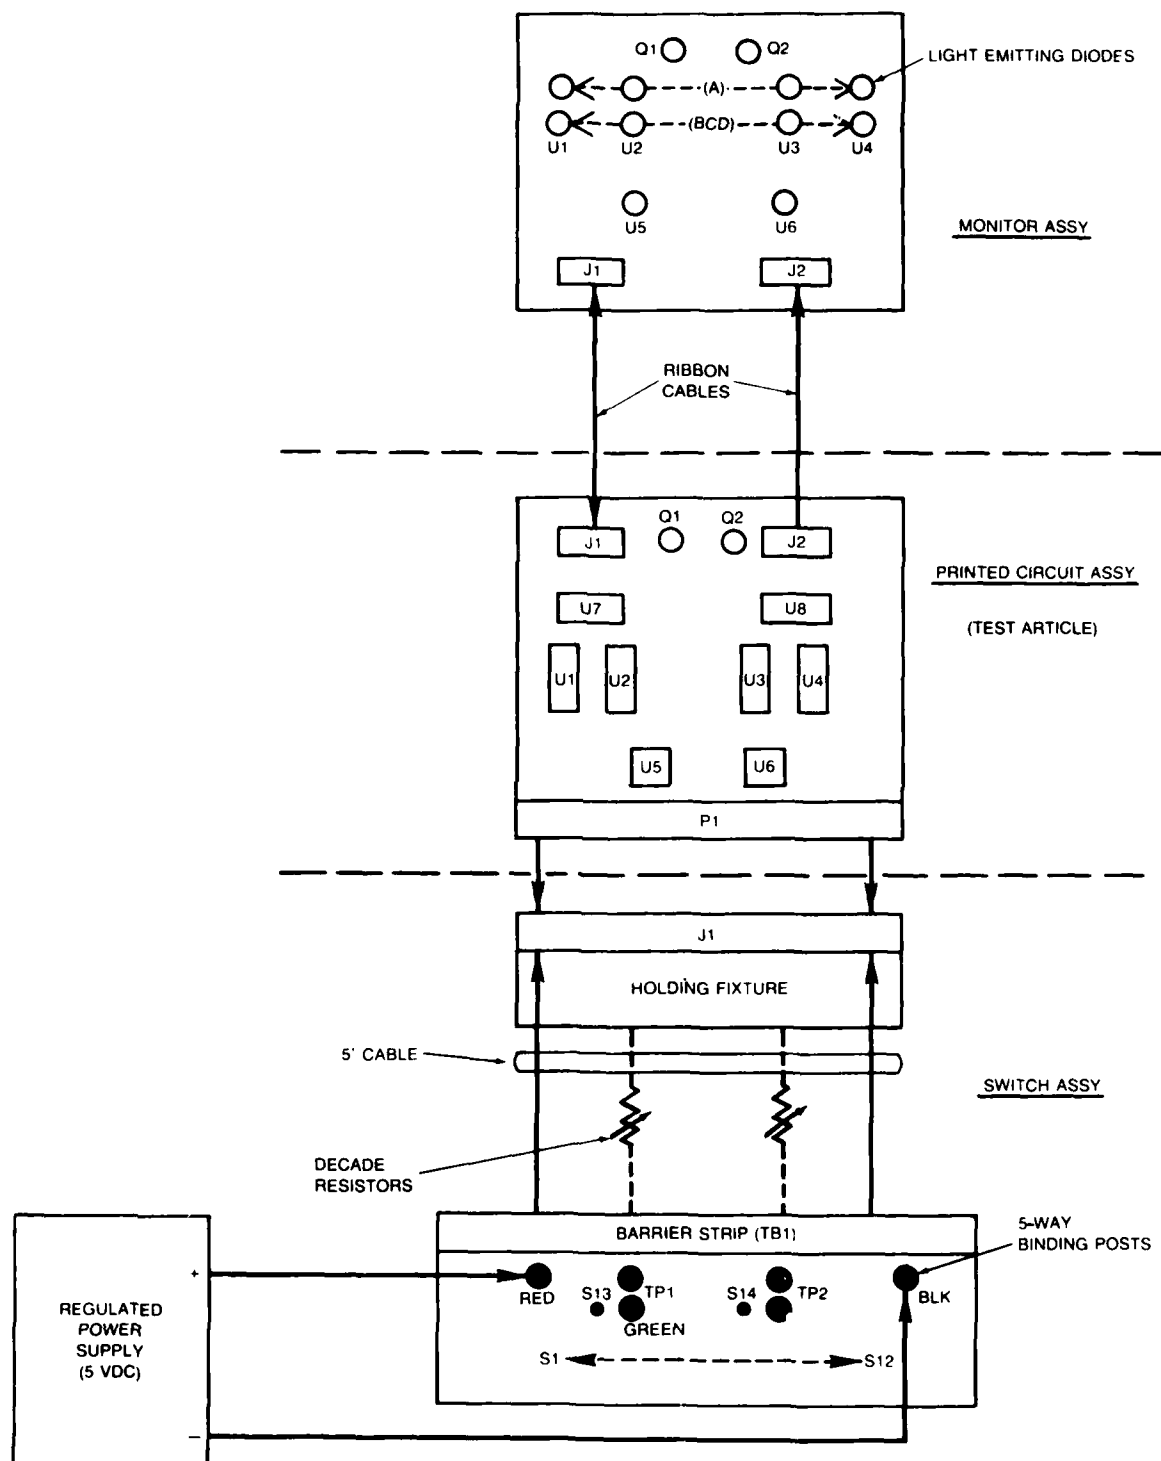 Q1
Q2
LIGHT EMITTING DIODES
(A)
(BCD)
U1
U2
U3
U4
U5
U6
MONITOR ASSY
J1
J2
RIBBON
CABLES
Q1
Q2
J1
J2
PRINTED CIRCUIT ASSY
(TEST ARTICLE)
U7
U8
U1
U2
U3
U4
U5
U6
P1
J1
HOLDING FIXTURE
5' CABLE
SWITCH ASSY
DECADE
RESISTORS
BARRIER STRIP (TB1)
5-WAY
BINDING POSTS
+
RED
S13
TP1
GREEN
S14
TP2
BLK
REGULATED
POWER
SUPPLY
(5 VDC)
S1
S12
−